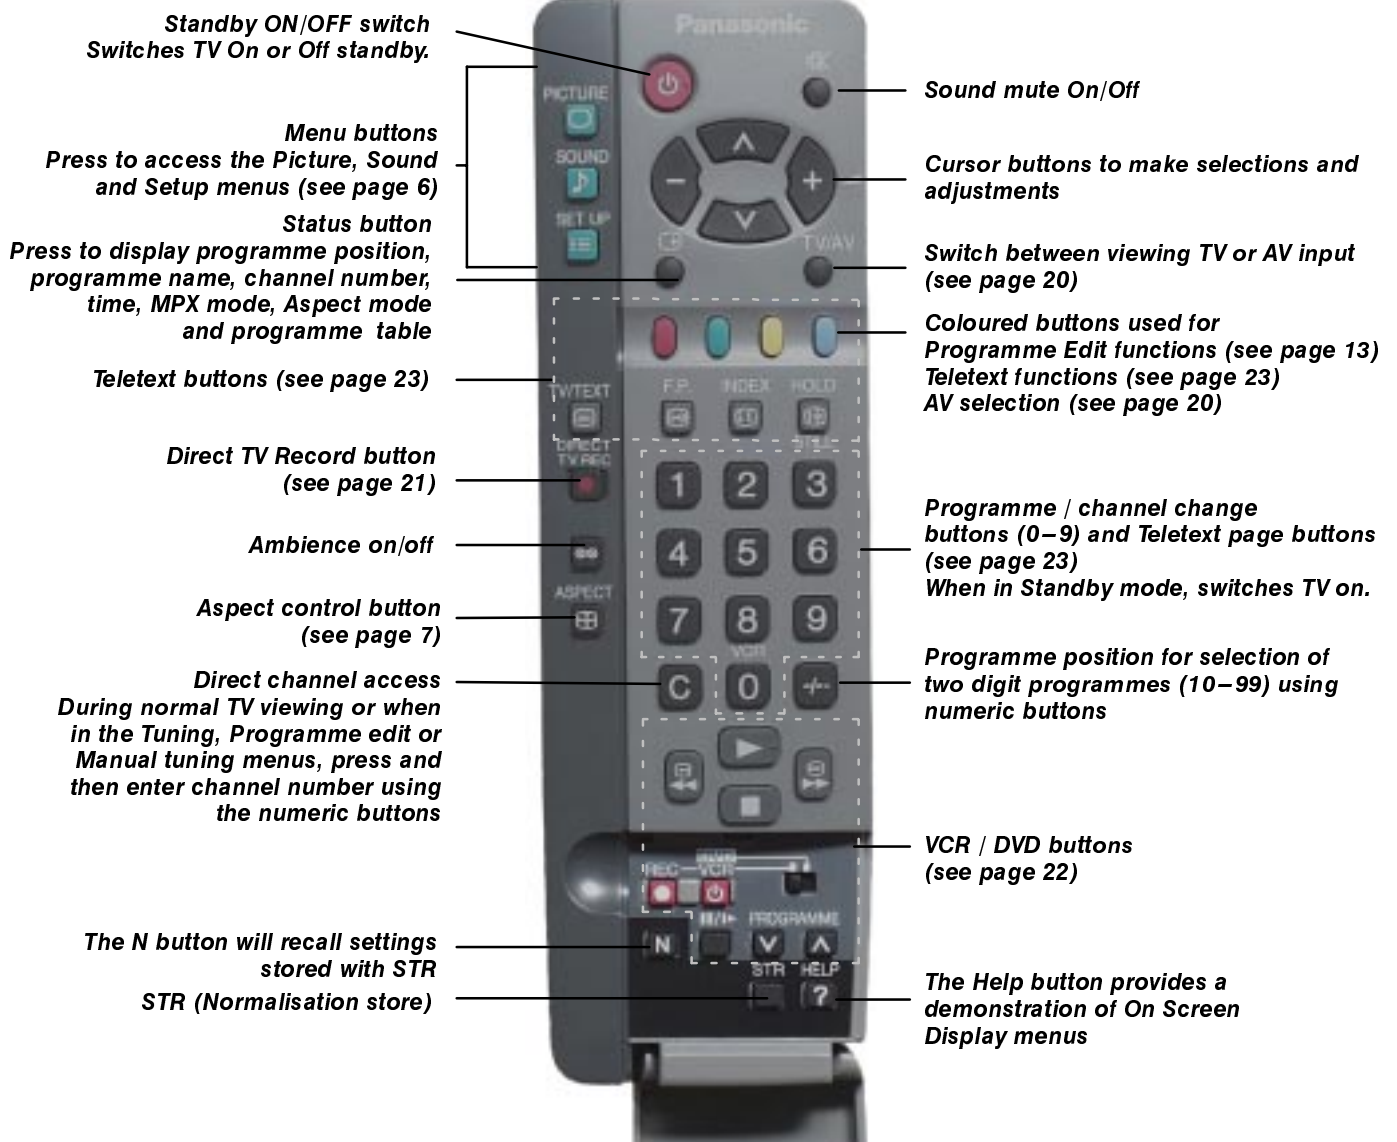 Standby ON/OFF switch
Switches TV On or Off standby.
Menu buttons
Press to access the Picture, Sound
and Setup menus (see page 6)
Status button
Press to display programme position,
programme name, channel number,
time, MPX mode, Aspect mode
and programme table
Teletext buttons (see page 23)
Direct TV Record button
(see page 21)
Ambience on/off
Aspect control button
(see page 7)
Direct channel access
During normal TV viewing or when
in the Tuning, Programme edit or
Manual tuning menus, press and
then enter channel number using
the numeric buttons
The N button will recall settings
stored with STR
STR (Normalisation store)
Panasonic
PICTURE
SOUND
SET UP
TV/AV
TV/TEXT
F.P.
INDEX
HOLD
DIRECT
TV REC
STILL
1
2
3
4
5
6
ASPECT
7
8
9
VCR
C
0
-/--
REC
VCR
PROGRAMME
N
STR
HELP
?
Sound mute On/Off
Cursor buttons to make selections and
adjustments
Switch between viewing TV or AV input
(see page 20)
Coloured buttons used for
Programme Edit functions (see page 13)
Teletext functions (see page 23)
AV selection (see page 20)
Programme / channel change
buttons (0–9) and Teletext page buttons
(see page 23)
When in Standby mode, switches TV on.
Programme position for selection of
two digit programmes (10–99) using
numeric buttons
VCR / DVD buttons
(see page 22)
The Help button provides a
demonstration of On Screen
Display menus